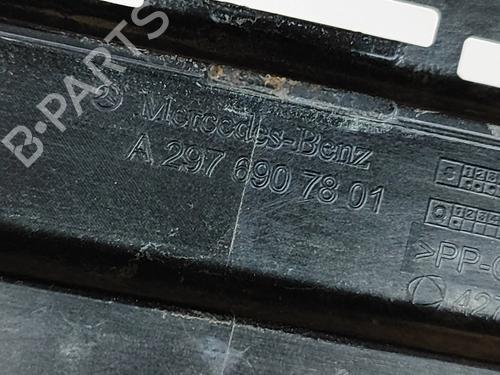 B-PARTS
Mercedes-Benz
A 297 690 78 01
>PP-